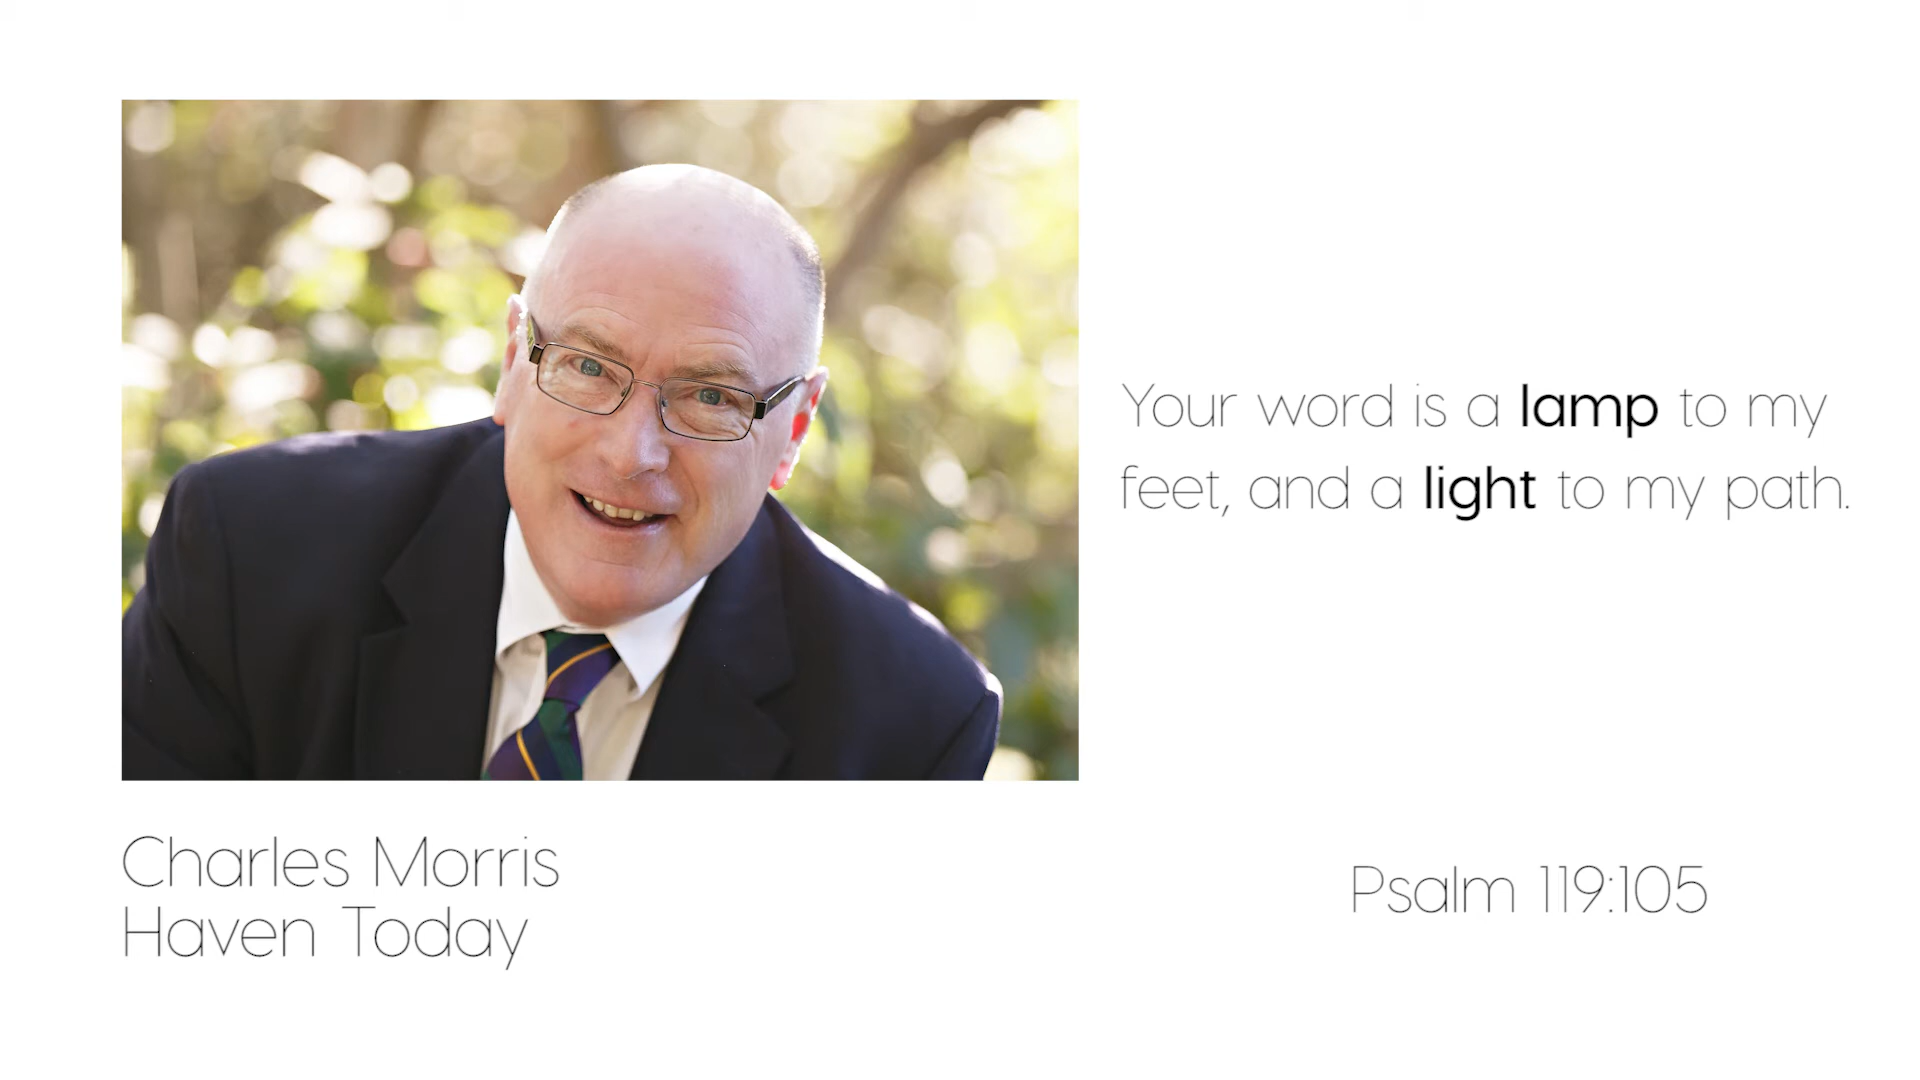 Your word is a lamp to my
feet, and a light to my path.
Charles Morris
Haven Today
Psalm 119:105